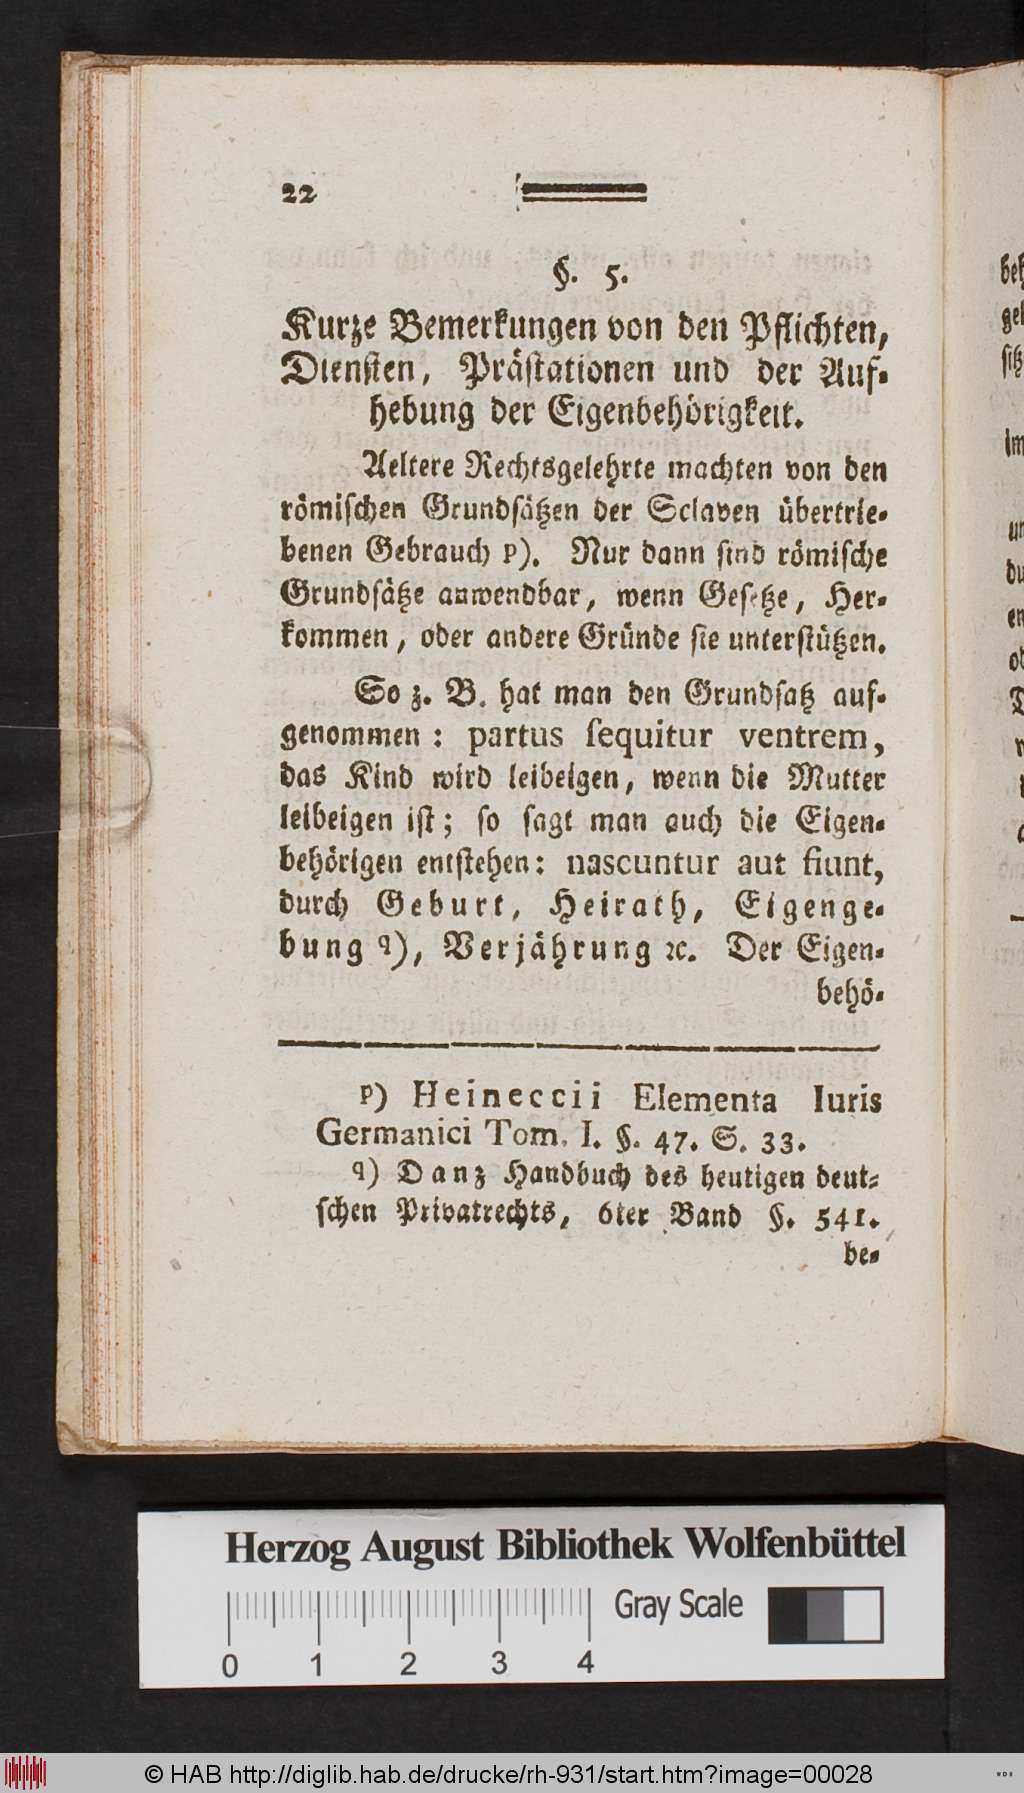 22
§. 5.
Kurze Bemerkungen von den Pflichten,
Diensten, Prästationen und der Auf-
hebung der Eigenbehörigkeit.
Aeltere Rechtsgelehrte machten von den
römischen Grundsätzen der Sclaven übertrie-
benen Gebrauch p). Nur dann sind römische
Grundsätze anwendbar, wenn Gesetze, Her-
kommen, oder andere Gründe sie unterstützen.
So z. B. hat man den Grundsatz auf-
genommen: partus ſequitur ventrem,
das Kind wird leibeigen, wenn die Mutter
leibeigen ist; so sagt man auch die Eigen-
behörigen entstehen: nascuntur aut fiunt,
durch Geburt, Heirath, Eigenge-
bung q), Verjährung ꝛc. Der Eigen-
behö-
p) Heineccii Elementa Iuris
Germanici Tom. I. §. 47. S. 33.
q) Danz Handbuch des heutigen deut-
schen Privatrechts, 6ter Band §. 541.
be-
Herzog August Bibliothek Wolfenbüttel
0 1 2 3 4
Gray Scale
© HAB http://diglib.hab.de/drucke/rh-931/start.htm?image=00028